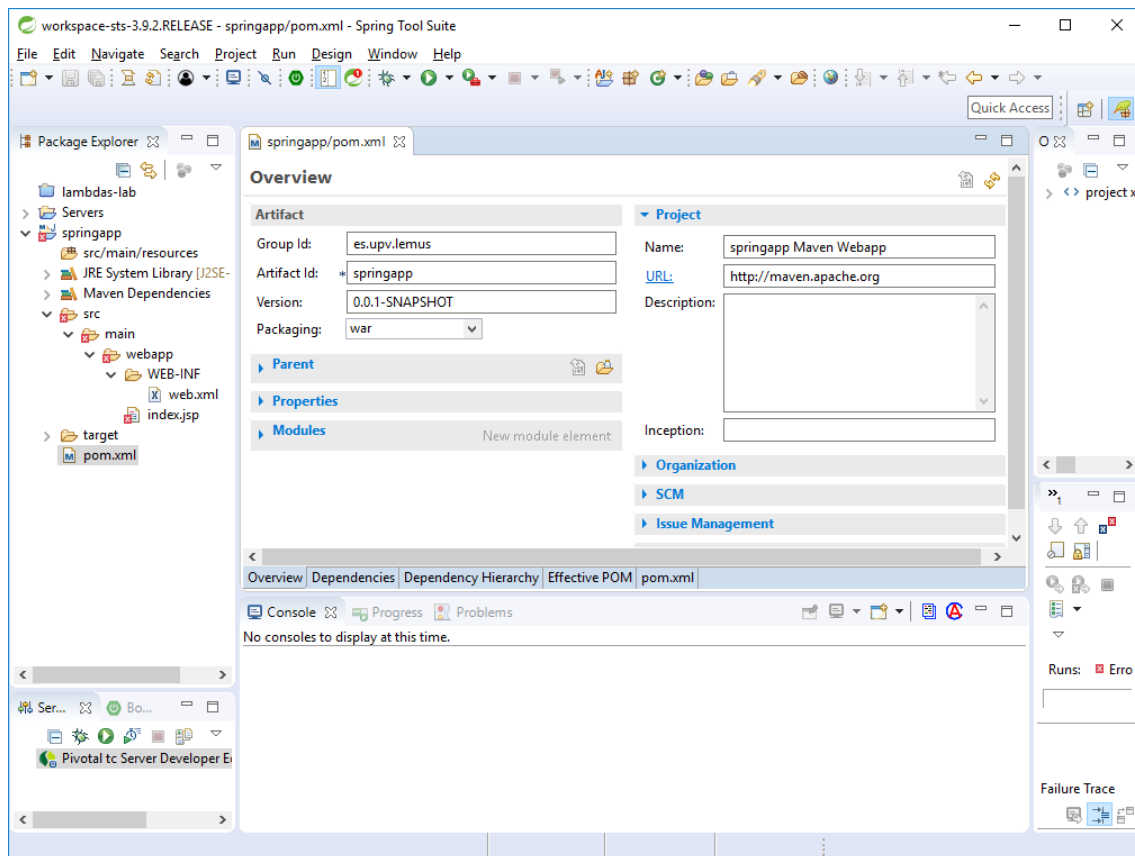 workspace-sts-3.9.2.RELEASE - springapp/pom.xml - Spring Tool Suite
File Edit Navigate Search Project Run Design Window Help
Quick Access
Package Explorer
lambdas-lab
Servers
springapp
src/main/resources
JRE System Library [J2SE-
Maven Dependencies
src
main
webapp
WEB-INF
web.xml
index.jsp
target
pom.xml
springapp/pom.xml
Overview
Artifact
Group Id: es.upv.lemus
Artifact Id: * springapp
Version: 0.0.1-SNAPSHOT
Packaging: war
Parent
Properties
Modules New module element
Project
Name: springapp Maven Webapp
URL: http://maven.apache.org
Description:
Inception:
Organization
SCM
Issue Management
Overview Dependencies Dependency Hierarchy Effective POM pom.xml
O
project x
Console Progress Problems
No consoles to display at this time.
Ser... Bo...
Pivotal tc Server Developer E
»1
Runs: Erro
Failure Trace